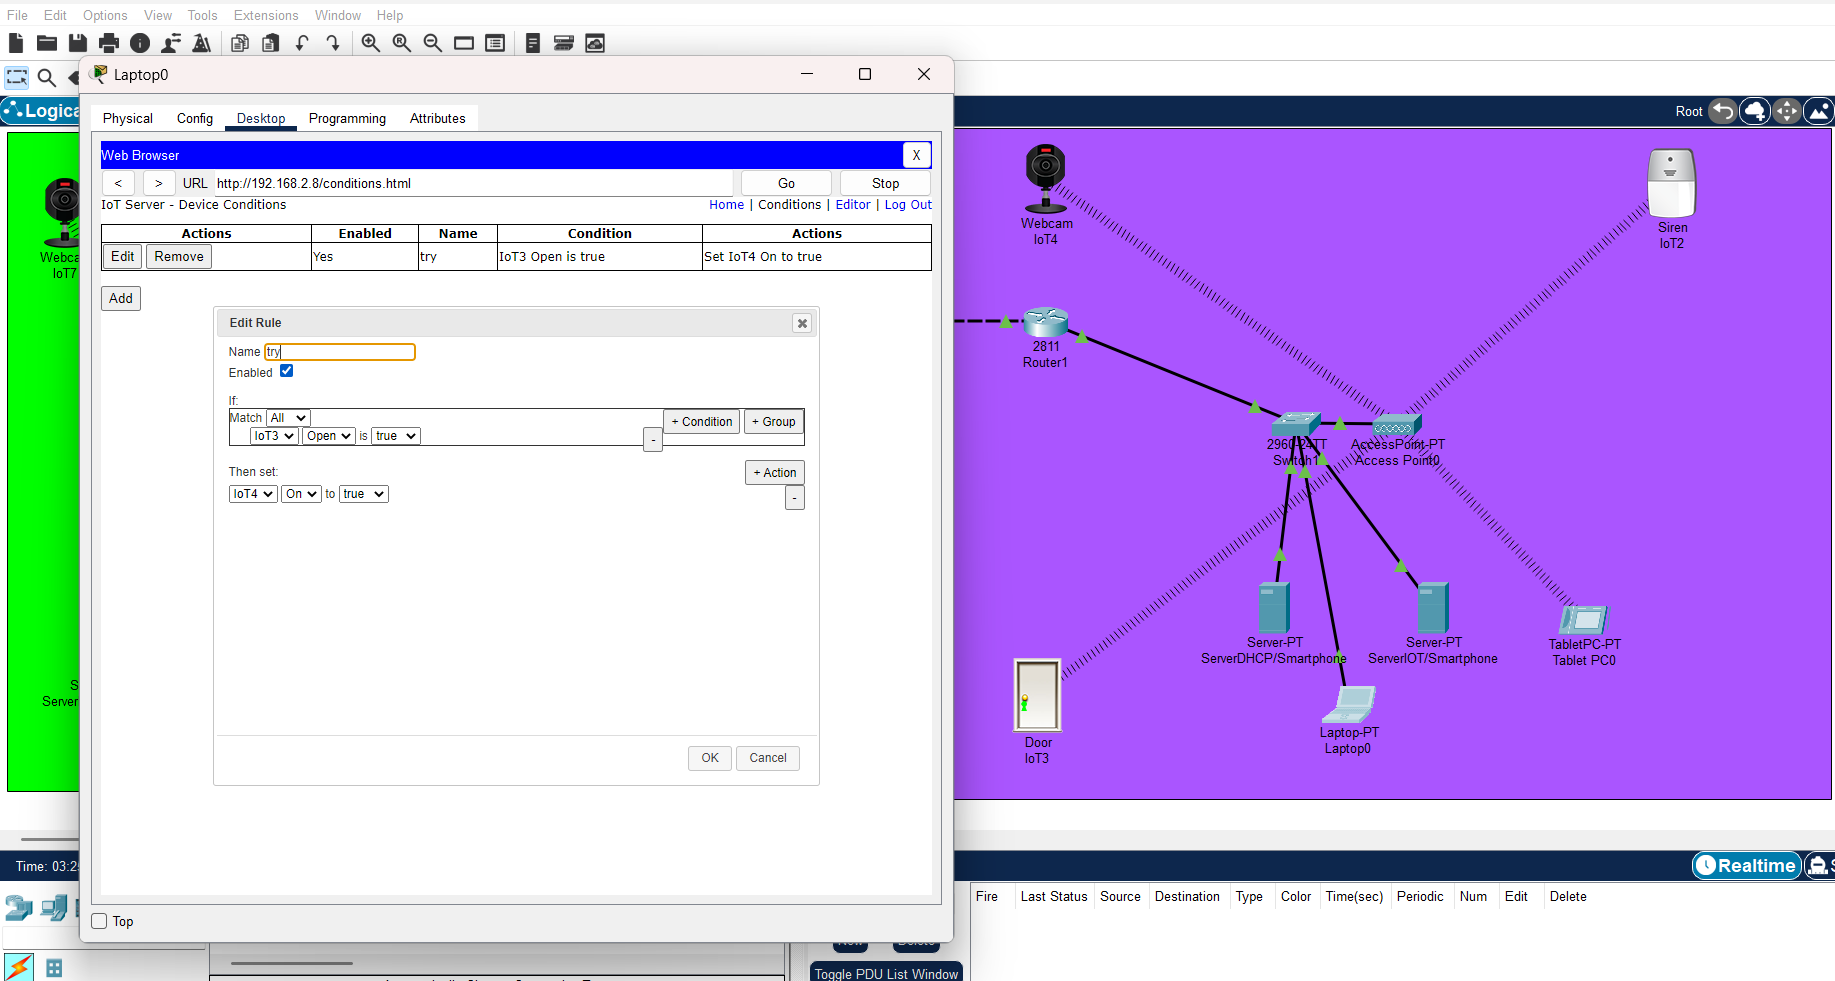 File Edit Options View Tools Extensions Window Help
Laptop0
Logica
Root
Physical Config Desktop Programming Attributes
Web Browser X
< > URL http://192.168.2.8/conditions.html Go Stop
IoT Server - Device Conditions Home | Conditions | Editor | Log Out
Actions Enabled Name Condition Actions
Edit Remove Yes try IoT3 Open is true Set IoT4 On to true
Add
Edit Rule
Name try
Enabled
If:
Match All + Condition + Group
IoT3 Open is true -
Then set: + Action
IoT4 On to true -
OK Cancel
Top
Webca
IoT7
S
Server
Webcam
IoT4
Siren
IoT2
2811
Router1
2960-24TT
Switch1
AccessPoint-PT
Access Point0
Server-PT
ServerDHCP/Smartphone
Server-PT
ServerIOT/Smartphone
TabletPC-PT
Tablet PC0
Door
IoT3
Laptop-PT
Laptop0
Time: 03:2
Realtime S
Fire Last Status Source Destination Type Color Time(sec) Periodic Num Edit Delete
New Delete
Toggle PDU List Window